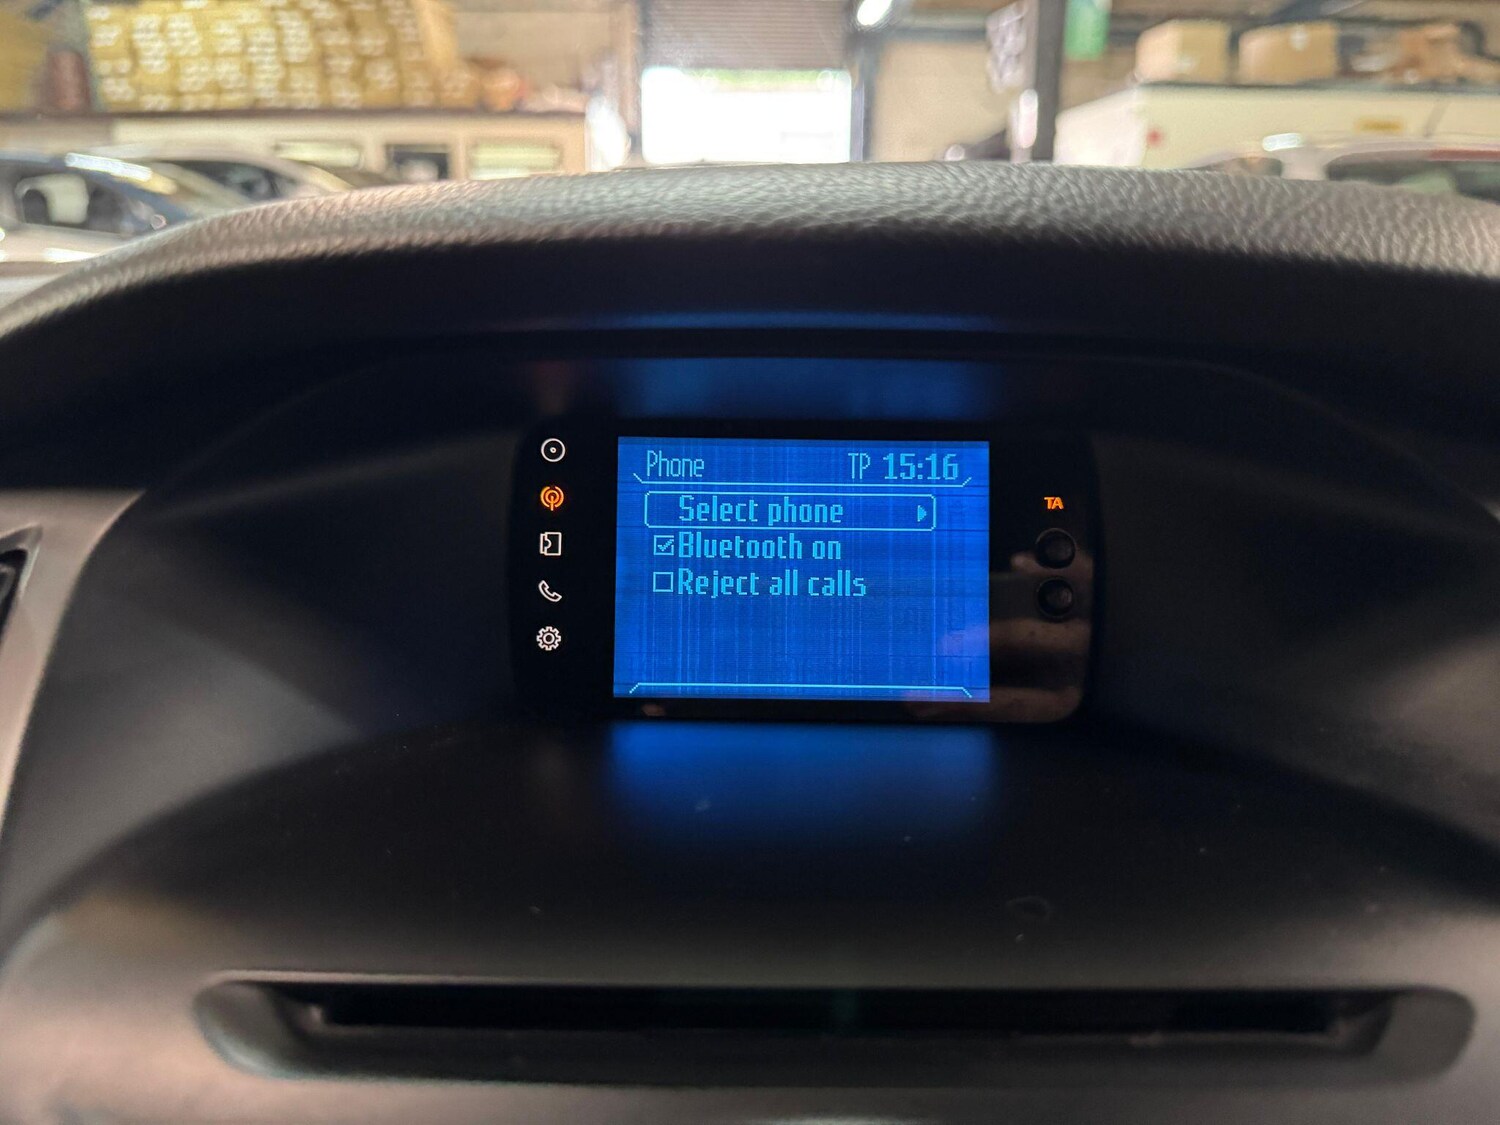 Phone TP 15:16
Select phone
Bluetooth on
Reject all calls
TA